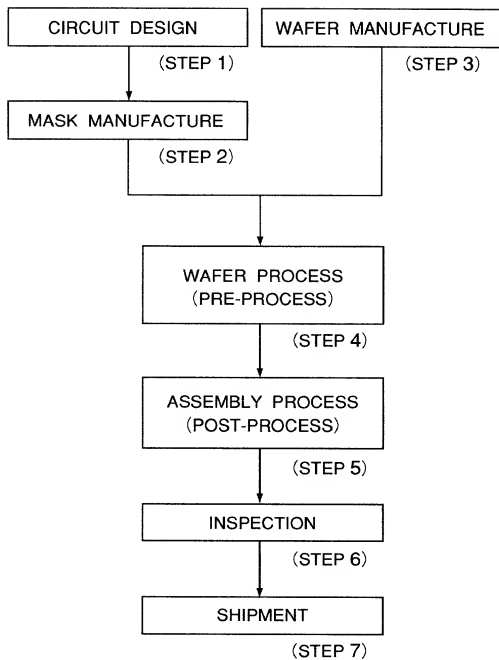 CIRCUIT DESIGN
(STEP 1)
WAFER MANUFACTURE
(STEP 3)
MASK MANUFACTURE
(STEP 2)
WAFER PROCESS
(PRE-PROCESS)
(STEP 4)
ASSEMBLY PROCESS
(POST-PROCESS)
(STEP 5)
INSPECTION
(STEP 6)
SHIPMENT
(STEP 7)